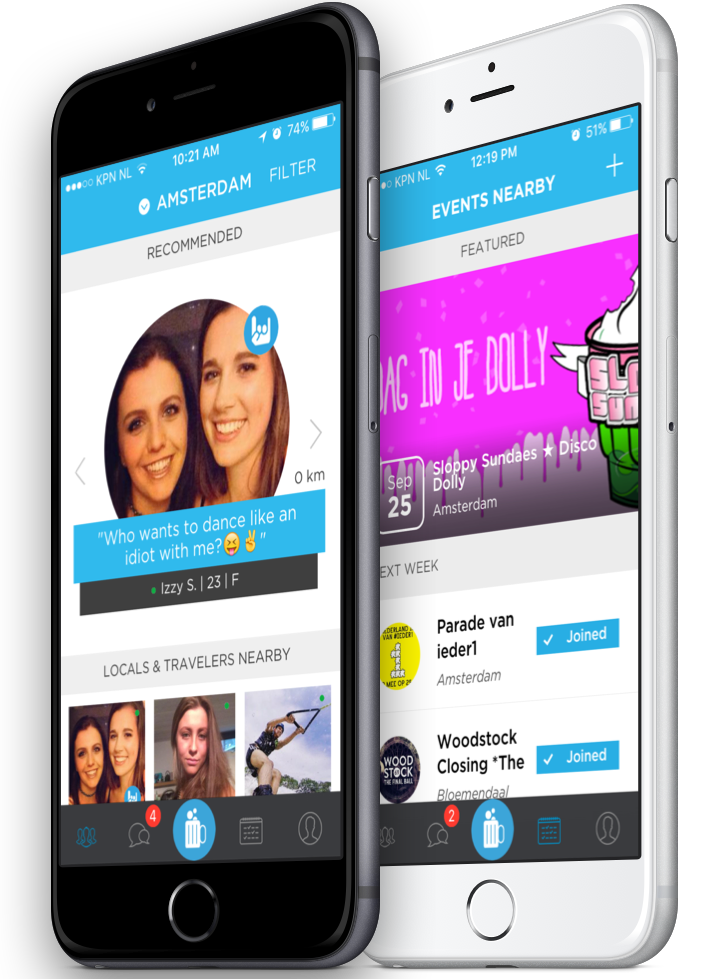 KPN NL
10:21 AM
74%
AMSTERDAM
FILTER
RECOMMENDED
0 km
"Who wants to dance like an
idiot with me?😝✌️"
Izzy S. | 23 | F
LOCALS & TRAVELERS NEARBY
4
KPN NL
12:19 PM
51%
EVENTS NEARBY
+
FEATURED
DAG IN JE DOLLY
Sep
25
Sloppy Sundaes ★ Disco
Dolly
Amsterdam
EXT WEEK
Parade van
ieder1
Amsterdam
Joined
1
WOOD
STOCK
THE FINAL BALL
Woodstock
Closing *The
Bloemendaal
Joined
2